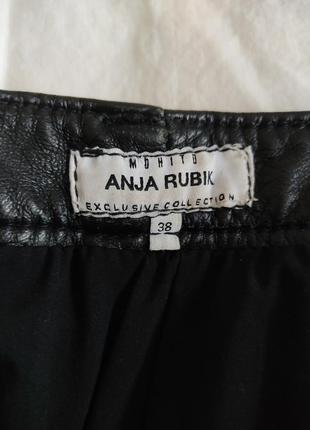 MOHITO
ANJA RUBIK
EXCLUSIVE COLLECTION
38